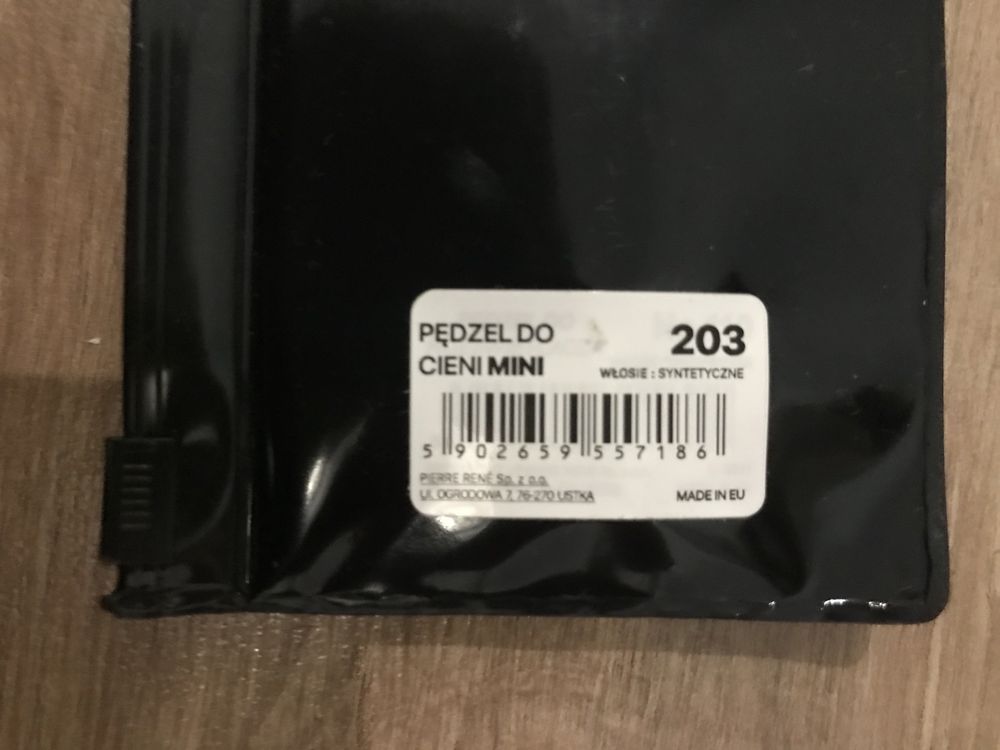 PĘDZEL DO
CIENI MINI
203
WŁOSIE : SYNTETYCZNE
5 902659 557186
PIERRE RENÉ Sp. z o.o.
UL. OGRODOWA 7, 76-270 USTKA
MADE IN EU